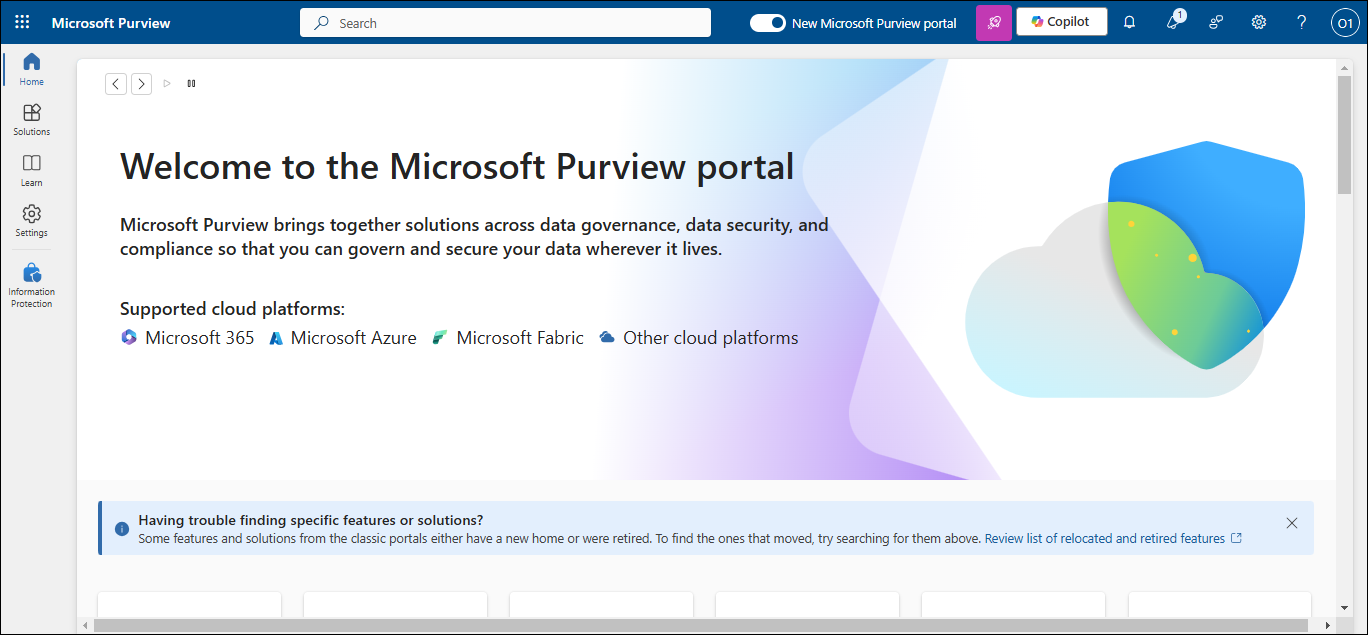 Microsoft Purview
Search
New Microsoft Purview portal
Copilot
1
?
O1
Home
Solutions
Learn
Settings
Information
Protection
Welcome to the Microsoft Purview portal
Microsoft Purview brings together solutions across data governance, data security, and
compliance so that you can govern and secure your data wherever it lives.
Supported cloud platforms:
Microsoft 365 Microsoft Azure Microsoft Fabric Other cloud platforms
Having trouble finding specific features or solutions?
Some features and solutions from the classic portals either have a new home or were retired. To find the ones that moved, try searching for them above. Review list of relocated and retired features